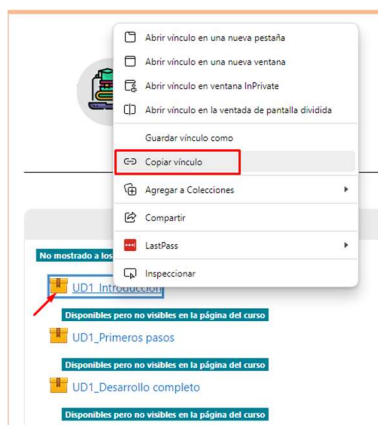 Abrir vínculo en una nueva pestaña
Abrir vínculo en una nueva ventana
Abrir vínculo en ventana InPrivate
Abrir vínculo en la ventada de pantalla dividida
Guardar vínculo como
Copiar vínculo
Agregar a Colecciones
Compartir
LastPass
Inspeccionar
No mostrado a los
UD1_Introducción
Disponibles pero no visibles en la página del curso
UD1_Primeros pasos
Disponibles pero no visibles en la página del curso
UD1_Desarrollo completo
Disponibles pero no visibles en la página del curso